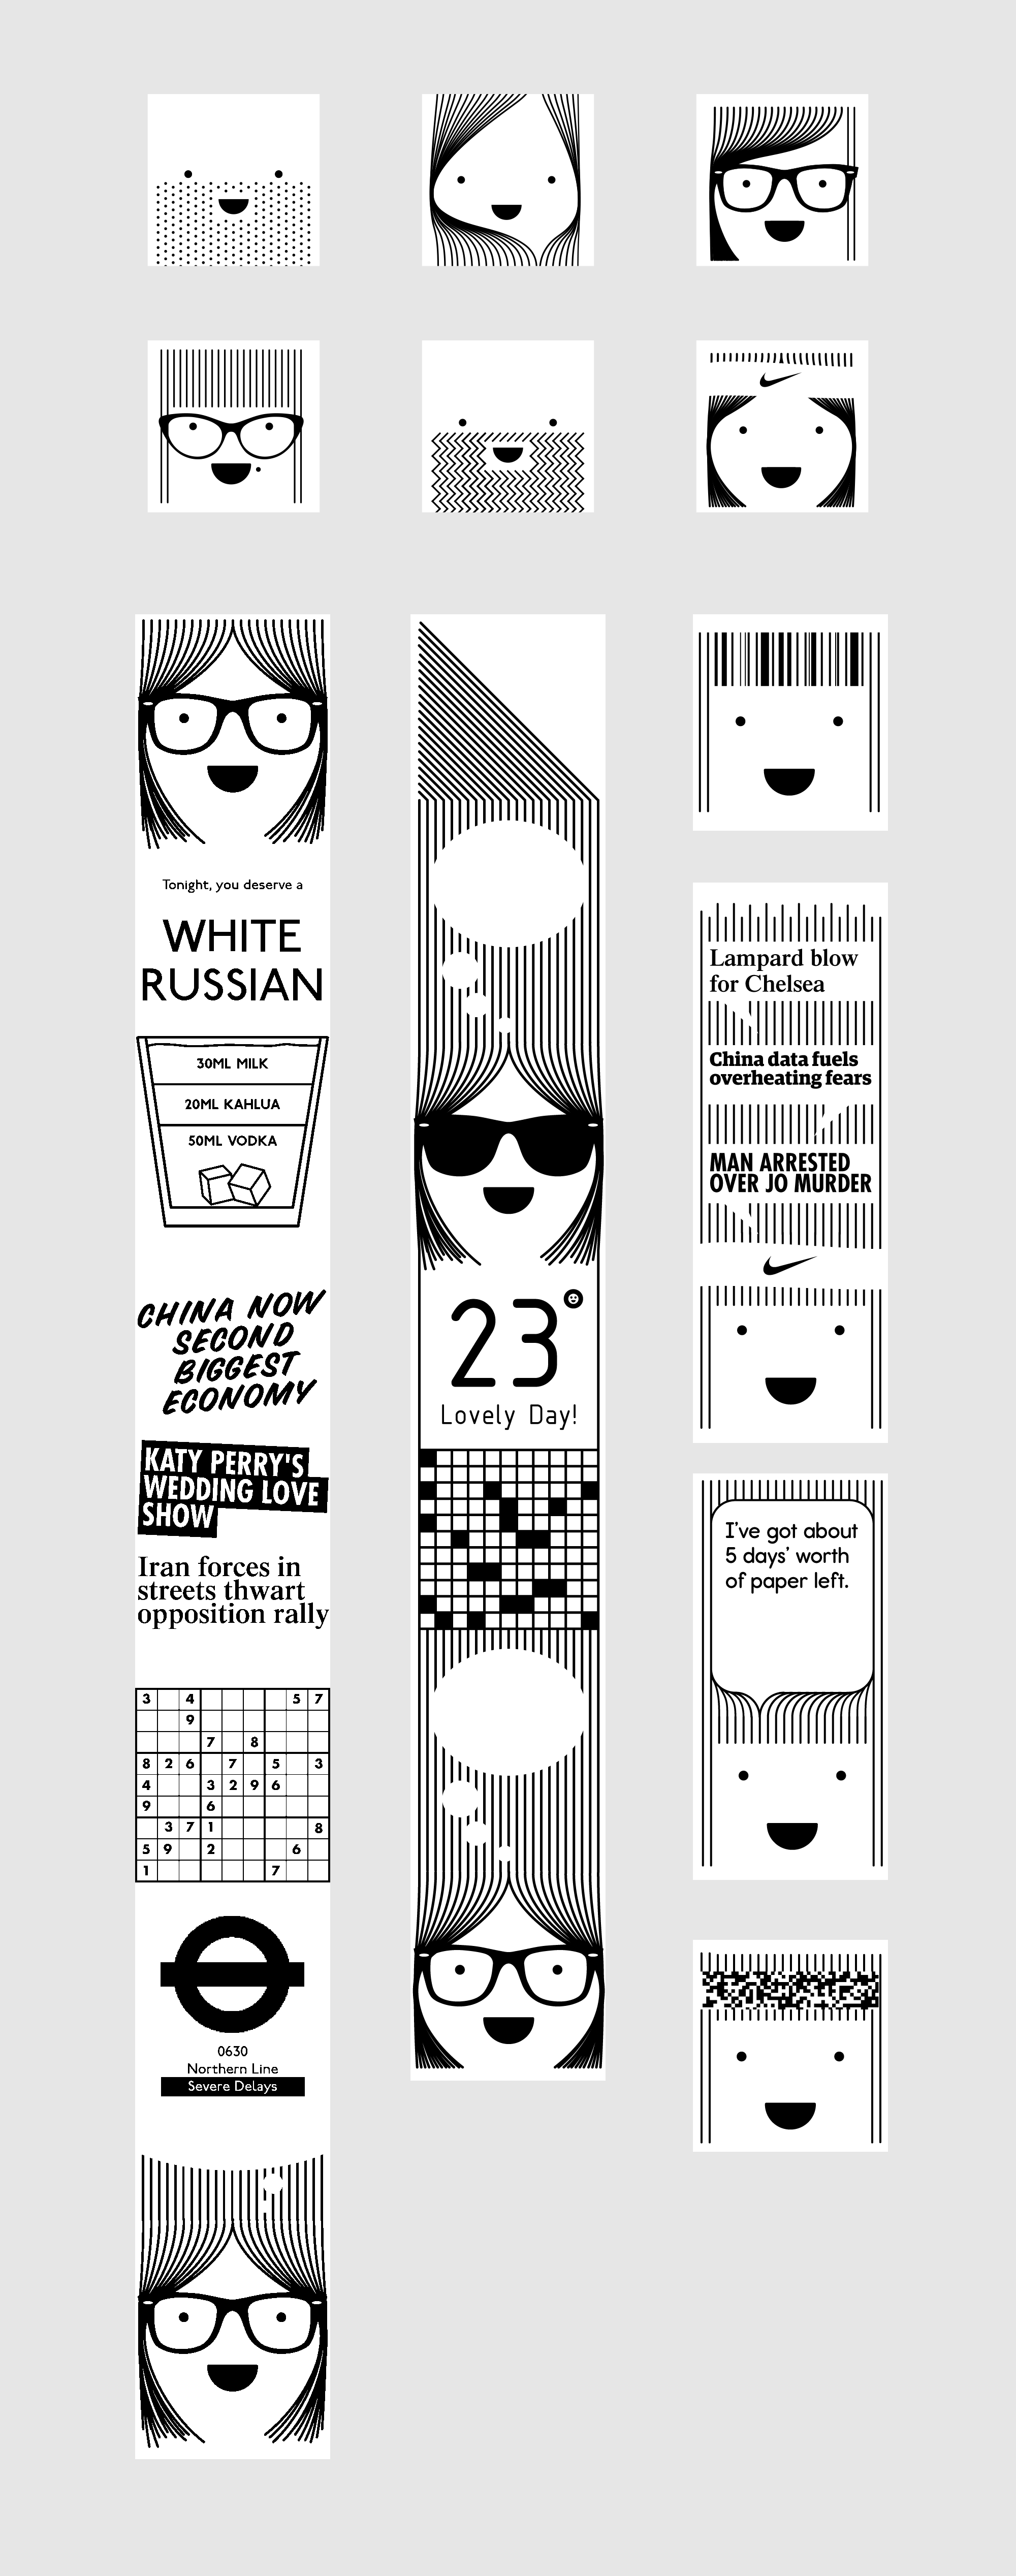 Tonight, you deserve a
WHITE
RUSSIAN
30ML MILK
20ML KAHLUA
50ML VODKA
CHINA NOW
SECOND
BIGGEST
ECONOMY
KATY PERRY'S
WEDDING LOVE
SHOW
Iran forces in
streets thwart
opposition rally
3 4 5 7
9
7 8
8 2 6 7 5 3
4 3 2 9 6
9 6
3 7 1 8
5 9 2 6
1 7
0630
Northern Line
Severe Delays
23°
Lovely Day!
Lampard blow
for Chelsea
China data fuels
overheating fears
MAN ARRESTED
OVER JO MURDER
I've got about
5 days' worth
of paper left.